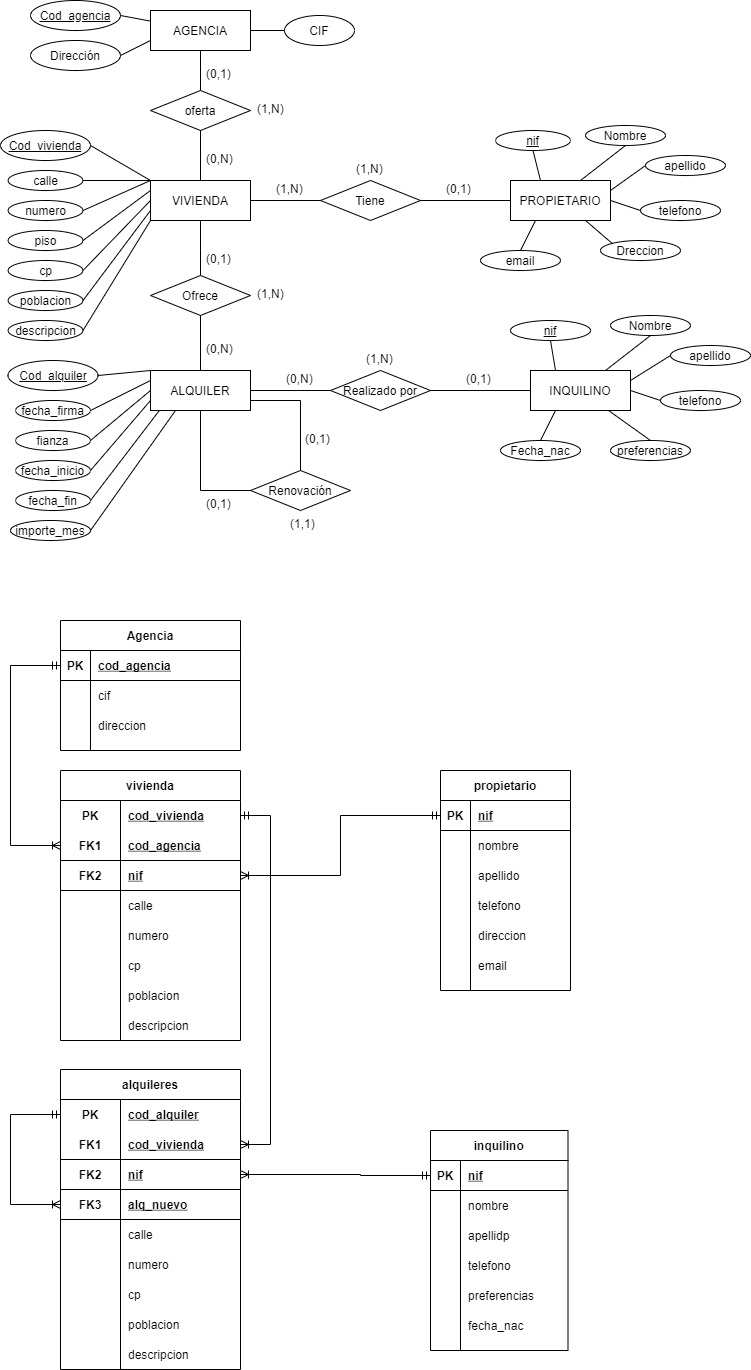 Cod_agencia
AGENCIA
CIF
Dirección
(0,1)
oferta
(1,N)
(0,N)
Cod_vivienda
nif
Nombre
apellido
calle
(1,N)
(1,N)
(0,1)
VIVIENDA
Tiene
PROPIETARIO
numero
telefono
piso
Dreccion
email
(0,1)
cp
Ofrece
(1,N)
poblacion
descripcion
nif
Nombre
(0,N)
apellido
(1,N)
Cod_alquiler
(0,N)
(0,1)
ALQUILER
Realizado por
INQUILINO
telefono
fecha_firma
(0,1)
fianza
Fecha_nac
preferencias
fecha_inicio
Renovación
fecha_fin
(0,1)
(1,1)
importe_mes
Agencia
PK cod_agencia
cif
direccion
vivienda
PK cod_vivienda
FK1 cod_agencia
FK2 nif
calle
numero
cp
poblacion
descripcion
propietario
PK nif
nombre
apellido
telefono
direccion
email
alquileres
PK cod_alquiler
FK1 cod_vivienda
FK2 nif
FK3 alq_nuevo
calle
numero
cp
poblacion
descripcion
inquilino
PK nif
nombre
apellidp
telefono
preferencias
fecha_nac